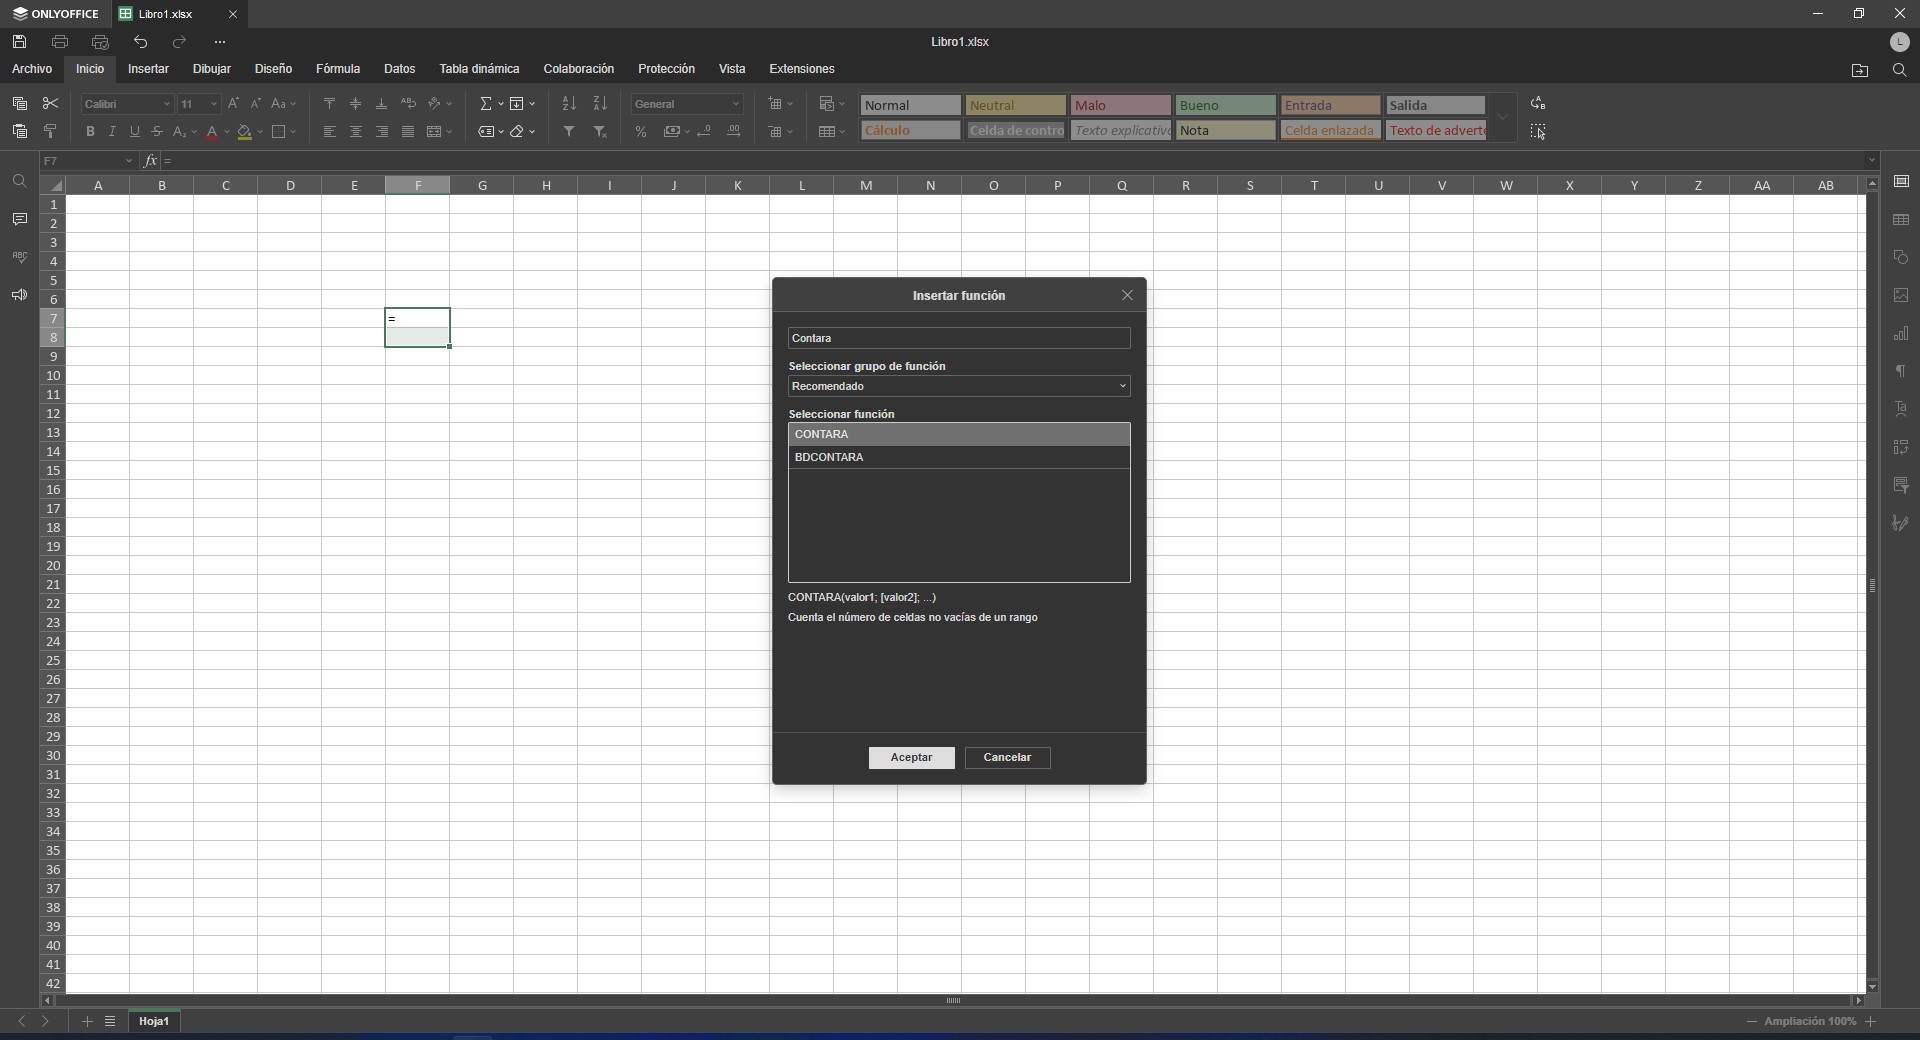 ONLYOFFICE Libro1.xlsx
Libro1.xlsx L
Archivo Inicio Insertar Dibujar Diseño Fórmula Datos Tabla dinámica Colaboración Protección Vista Extensiones
Calibri 11 General
Normal Neutral Malo Bueno Entrada Salida
Cálculo Celda de contro Texto explicativo Nota Celda enlazada Texto de adverte
F7 fx =
A B C D E F G H I J K L M N O P Q R S T U V W X Y Z AA AB
1
2
3
4
5
6
7 =
8
9
10
11
12
13
14
15
16
17
18
19
20
21
22
23
24
25
26
27
28
29
30
31
32
33
34
35
36
37
38
39
40
41
42
Insertar función
Contara
Seleccionar grupo de función
Recomendado
Seleccionar función
CONTARA
BDCONTARA
CONTARA(valor1; [valor2]; ...)
Cuenta el número de celdas no vacías de un rango
Aceptar Cancelar
Hoja1 Ampliación 100%